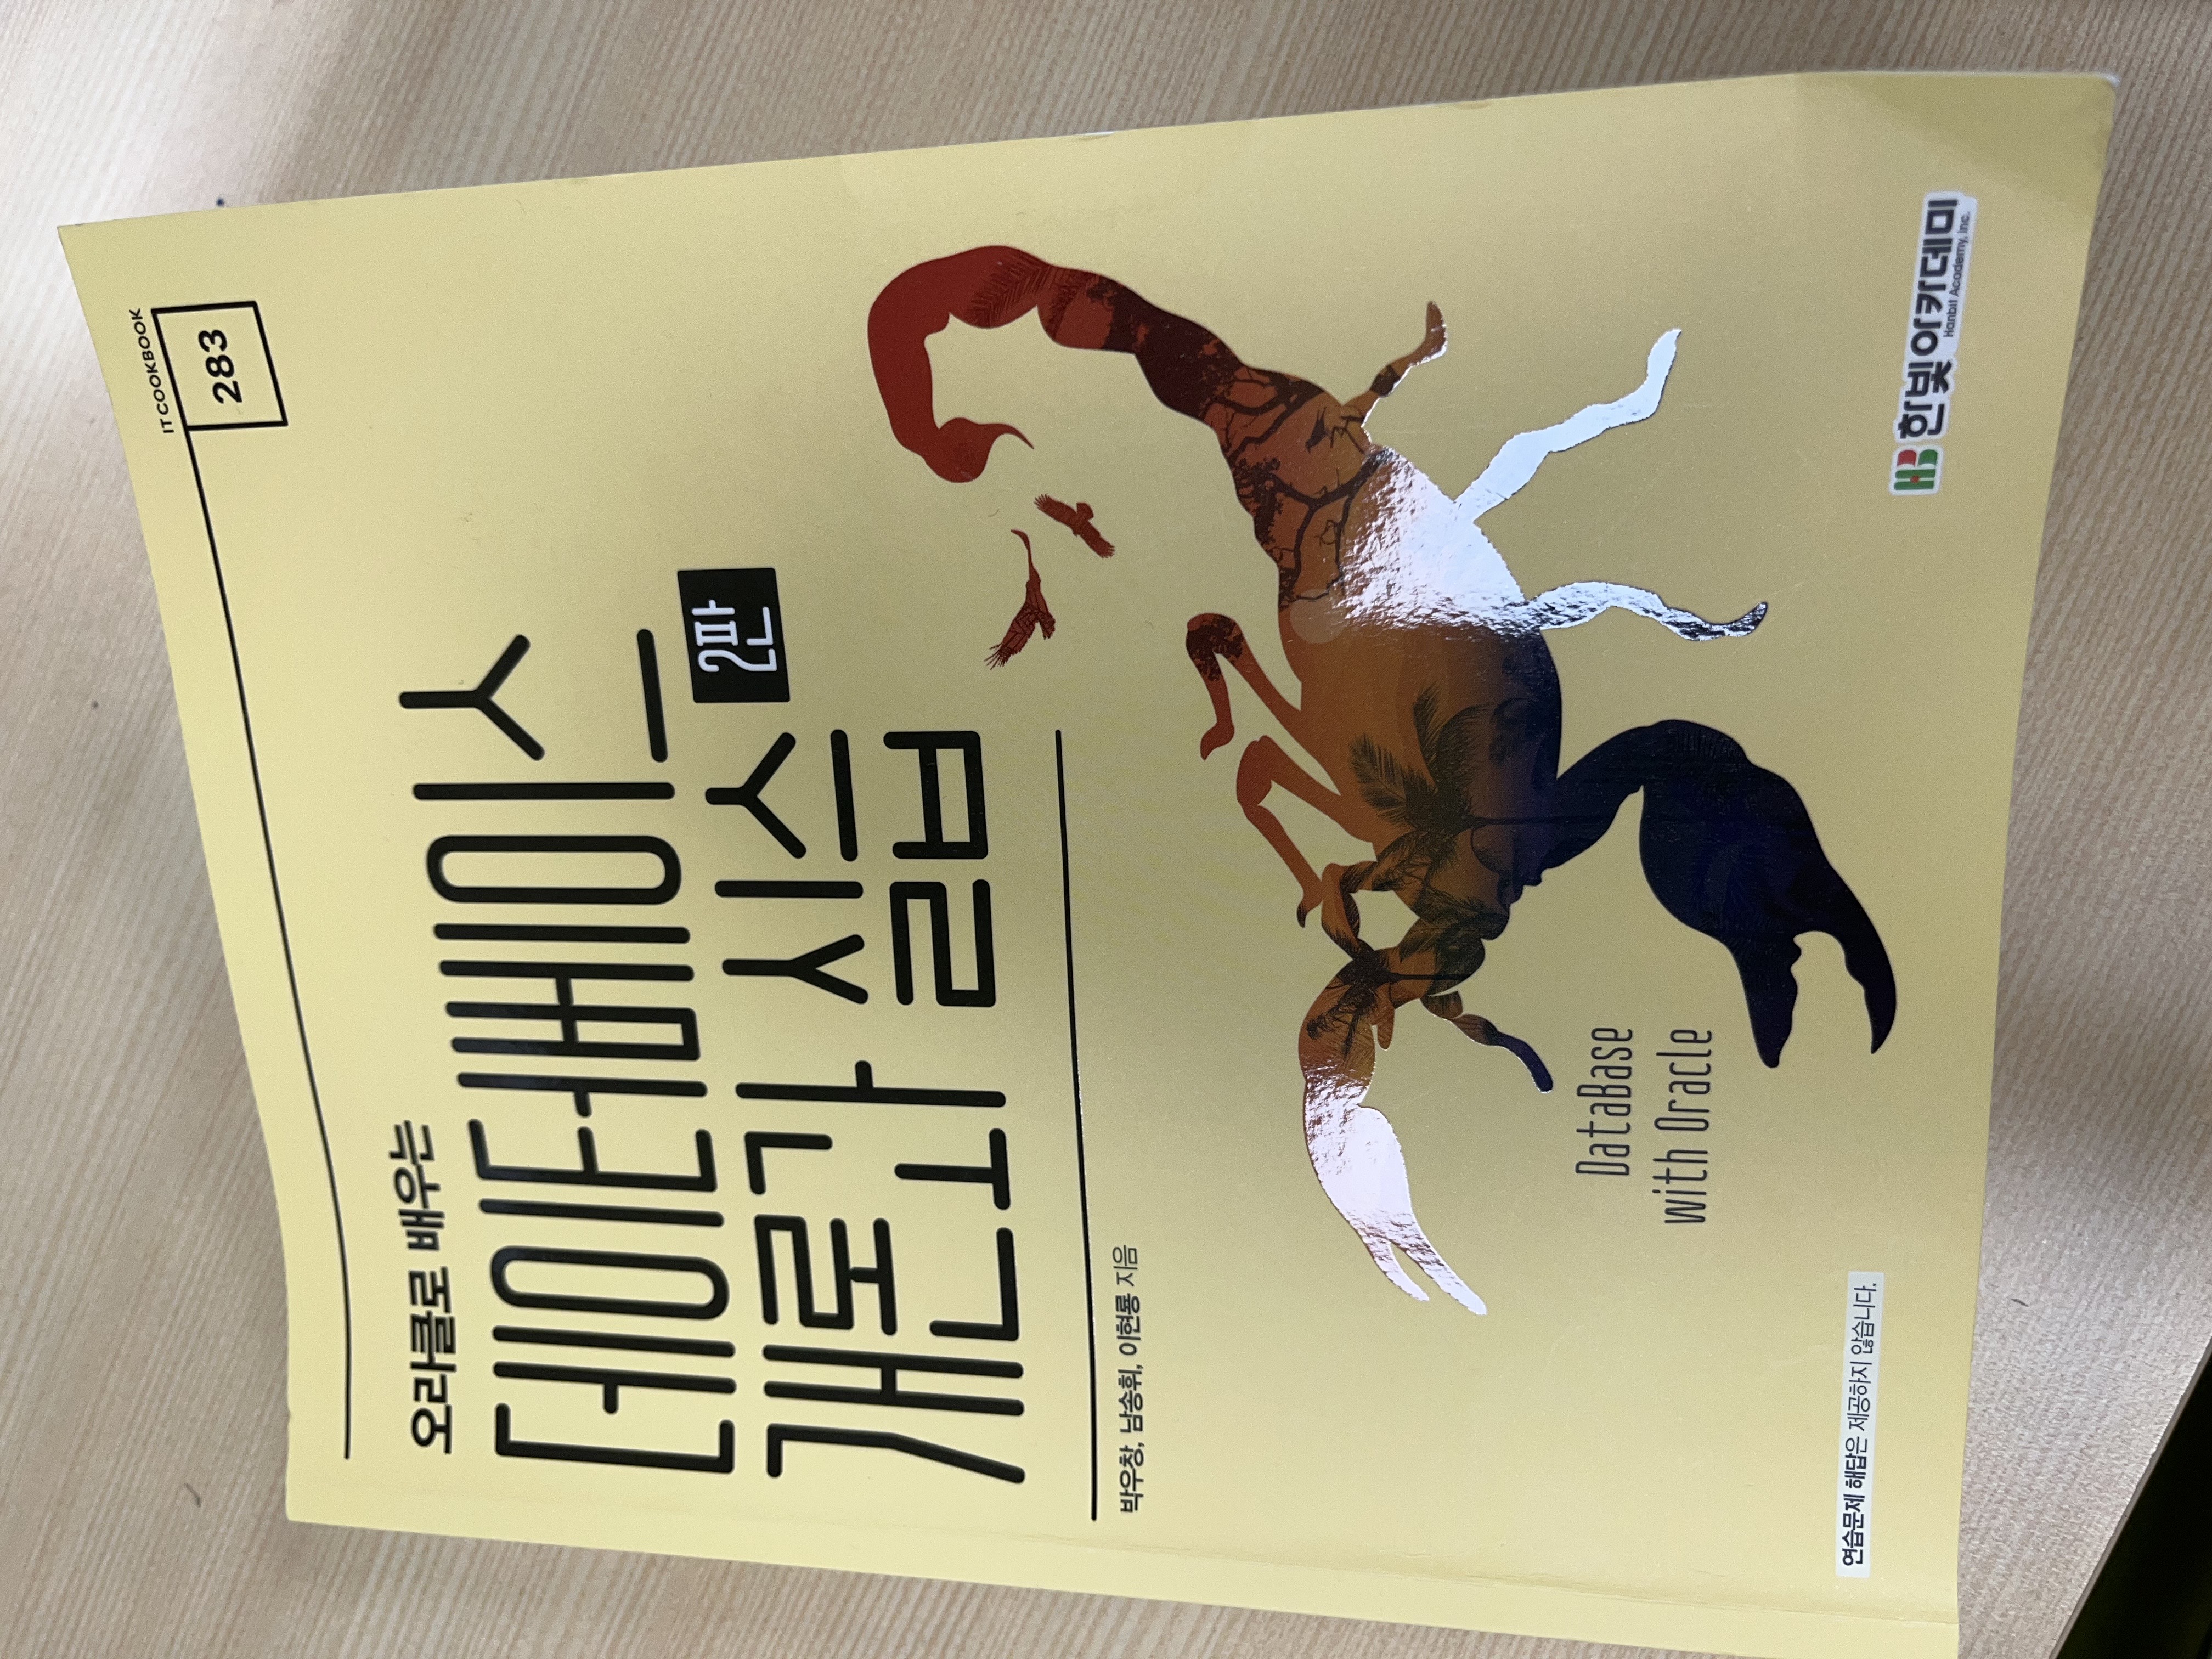 IT COOKBOOK
283
오라클로 배우는
데이터베이스
개론과 실습 2판
박우창, 남송휘, 이현룡 지음
DataBase
with Oracle
연습문제 해답은 제공하지 않습니다.
HB 한빛아카데미
Hanbit Academy, Inc.